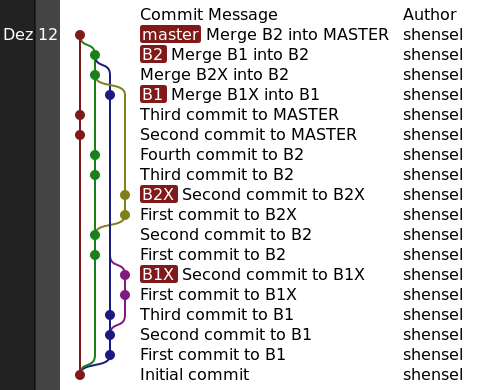 Commit Message Author
Dez 12 master Merge B2 into MASTER shensel
B2 Merge B1 into B2 shensel
Merge B2X into B2 shensel
B1 Merge B1X into B1 shensel
Third commit to MASTER shensel
Second commit to MASTER shensel
Fourth commit to B2 shensel
Third commit to B2 shensel
B2X Second commit to B2X shensel
First commit to B2X shensel
Second commit to B2 shensel
First commit to B2 shensel
B1X Second commit to B1X shensel
First commit to B1X shensel
Third commit to B1 shensel
Second commit to B1 shensel
First commit to B1 shensel
Initial commit shensel